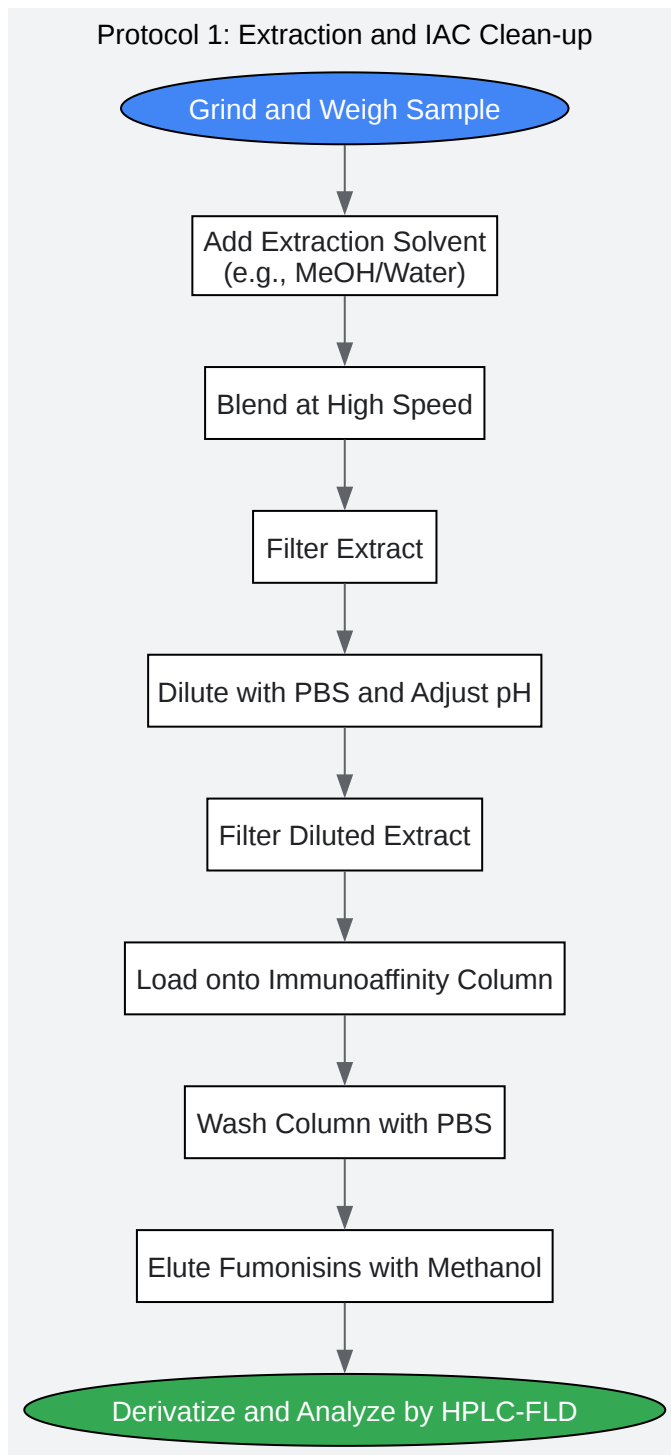 Protocol 1: Extraction and IAC Clean-up
Grind and Weigh Sample
Add Extraction Solvent
(e.g., MeOH/Water)
Blend at High Speed
Filter Extract
Dilute with PBS and Adjust pH
Filter Diluted Extract
Load onto Immunoaffinity Column
Wash Column with PBS
Elute Fumonisins with Methanol
Derivatize and Analyze by HPLC-FLD